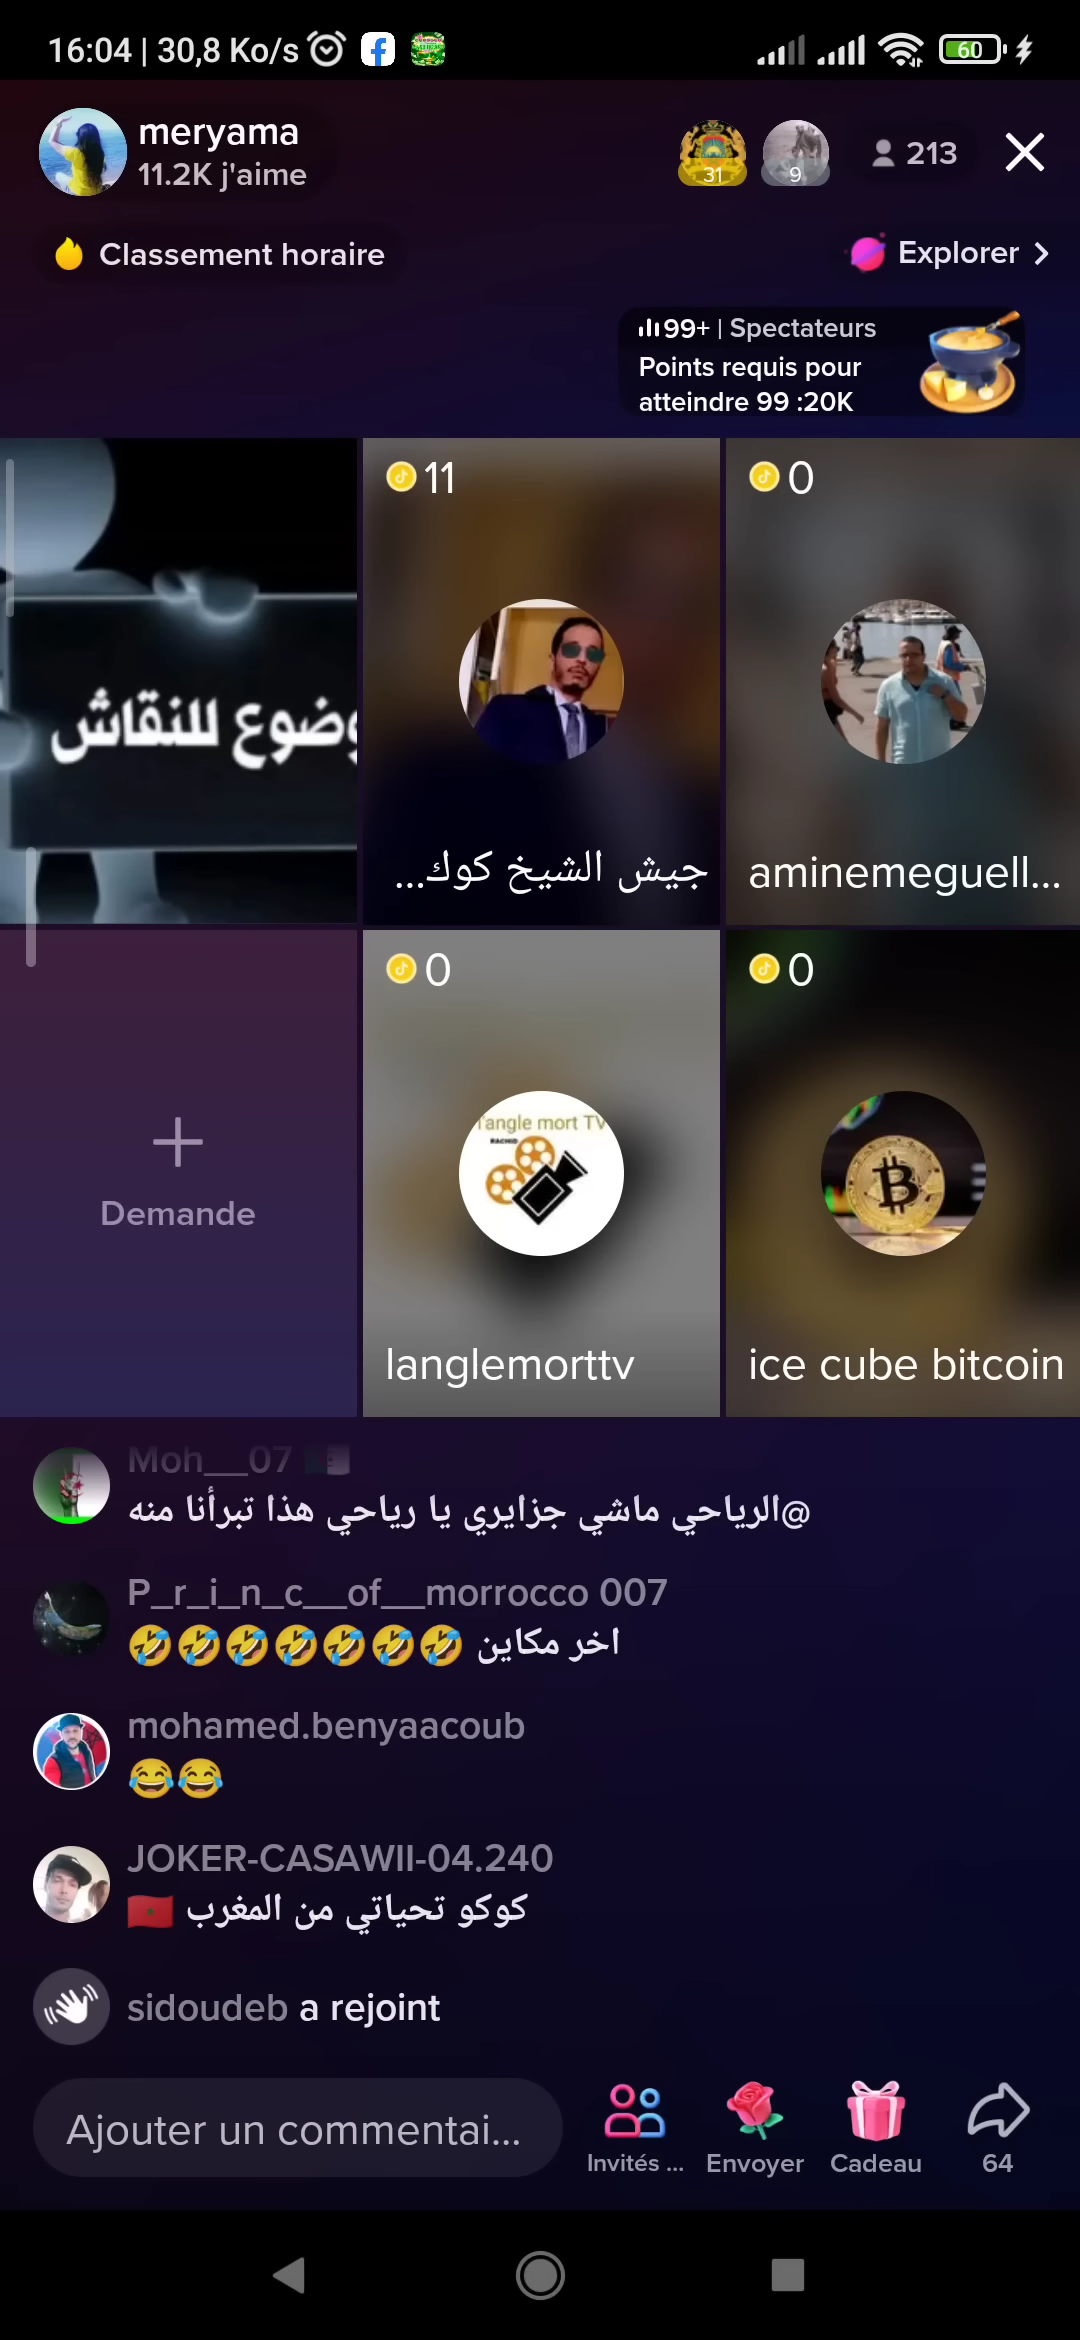 16:04 | 30,8 Ko/s
60
meryama
11.2K j'aime
31
9
213
Classement horaire
Explorer
99+ | Spectateurs
Points requis pour
atteindre 99 :20K
وضوع للنقاش
11
جيش الشيخ كوك...
0
aminemeguell...
Demande
0
l'angle mort TV
RACHID
langlemorttv
0
ice cube bitcoin
Moh__07
@الرياحي ماشي جزايري يا رياحي هذا تبرأنا منه
P_r_i_n_c__of__morrocco 007
🤣🤣🤣🤣🤣🤣🤣 اخر مكاين
mohamed.benyaacoub
😂😂
JOKER-CASAWII-04.240
كوكو تحياتي من المغرب 🇲🇦
sidoudeb a rejoint
Ajouter un commentai...
Invités ...
Envoyer
Cadeau
64